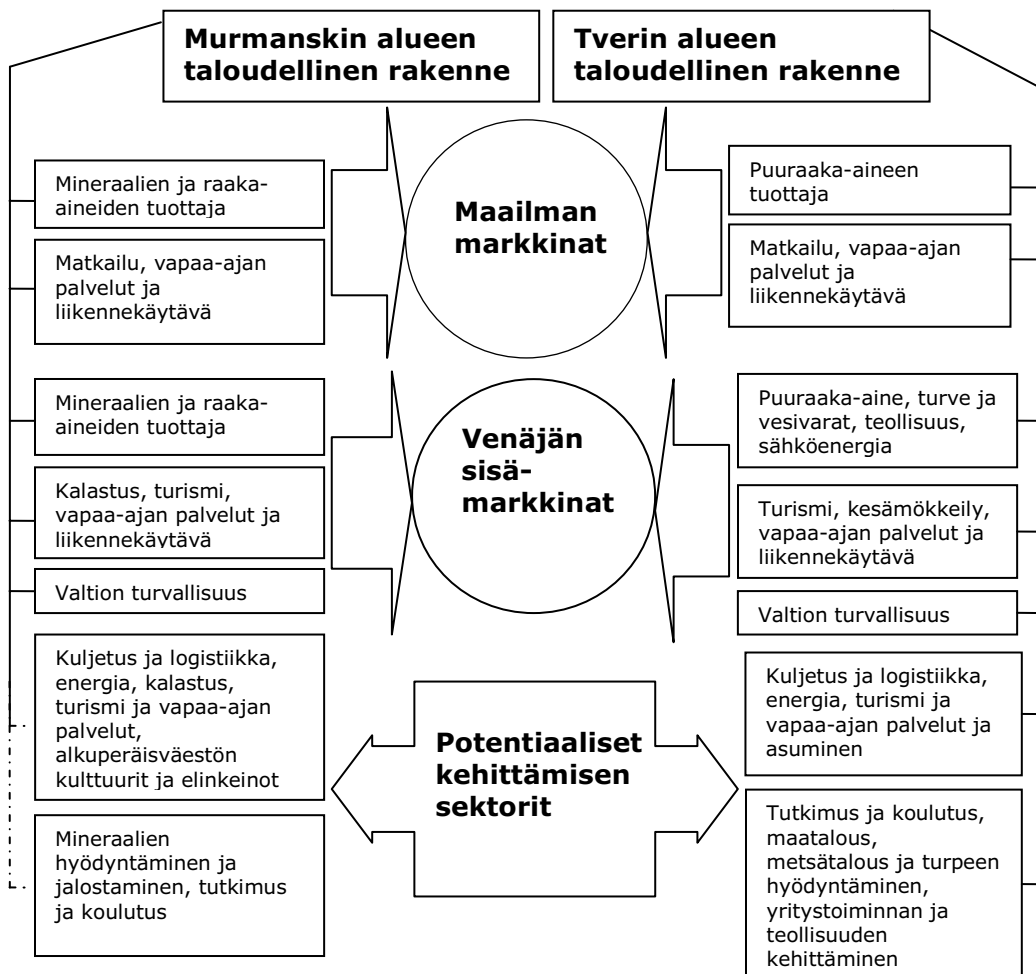 Murmanskin alueen
taloudellinen rakenne
Tverin alueen
taloudellinen rakenne
Mineraalien ja raaka-
aineiden tuottaja
Matkailu, vapaa-ajan
palvelut ja
liikennekäytävä
Maailman
markkinat
Puuraaka-aineen
tuottaja
Matkailu, vapaa-ajan
palvelut ja
liikennekäytävä
Mineraalien ja raaka-
aineiden tuottaja
Kalastus, turismi,
vapaa-ajan palvelut ja
liikennekäytävä
Valtion turvallisuus
Venäjän
sisä-
markkinat
Puuraaka-aine, turve ja
vesivarat, teollisuus,
sähköenergia
Turismi, kesämökkeily,
vapaa-ajan palvelut ja
liikennekäytävä
Valtion turvallisuus
Kuljetus ja logistiikka,
energia, kalastus,
turismi ja vapaa-ajan
palvelut,
alkuperäisväestön
kulttuurit ja elinkeinot
Mineraalien
hyödyntäminen ja
jalostaminen, tutkimus
ja koulutus
Potentiaaliset
kehittämisen
sektorit
Kuljetus ja logistiikka,
energia, turismi ja
vapaa-ajan palvelut ja
asuminen
Tutkimus ja koulutus,
maatalous,
metsätalous ja turpeen
hyödyntäminen,
yritystoiminnan ja
teollisuuden
kehittäminen